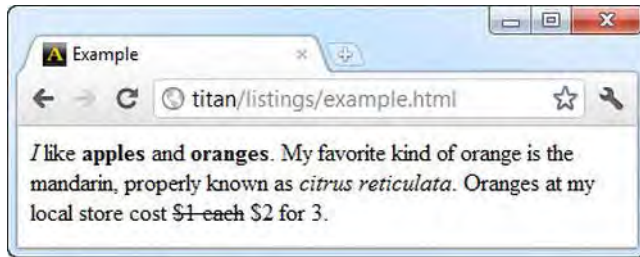 Example
titan/listings/example.html
I like apples and oranges. My favorite kind of orange is the
mandarin, properly known as citrus reticulata. Oranges at my
local store cost $1 each $2 for 3.